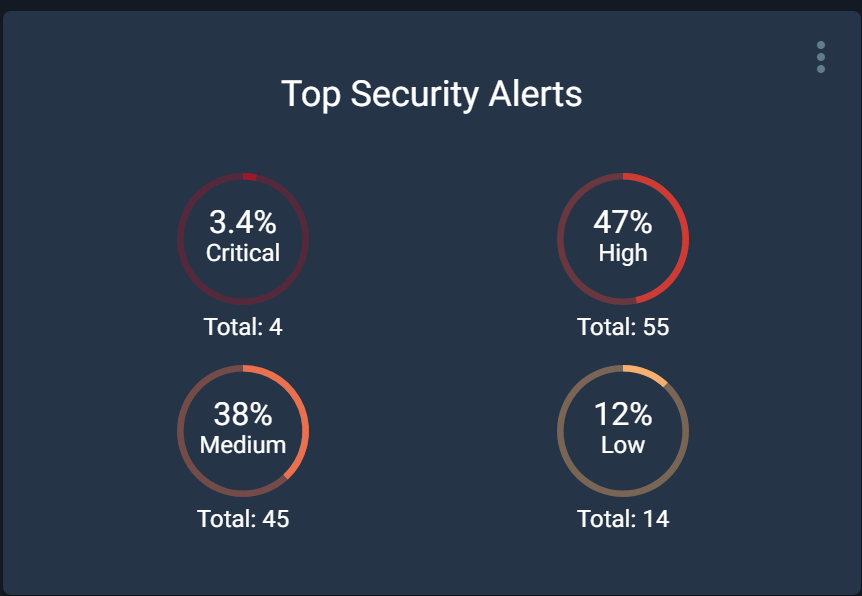 Top Security Alerts
3.4%
Critical
Total: 4
47%
High
Total: 55
38%
Medium
Total: 45
12%
Low
Total: 14